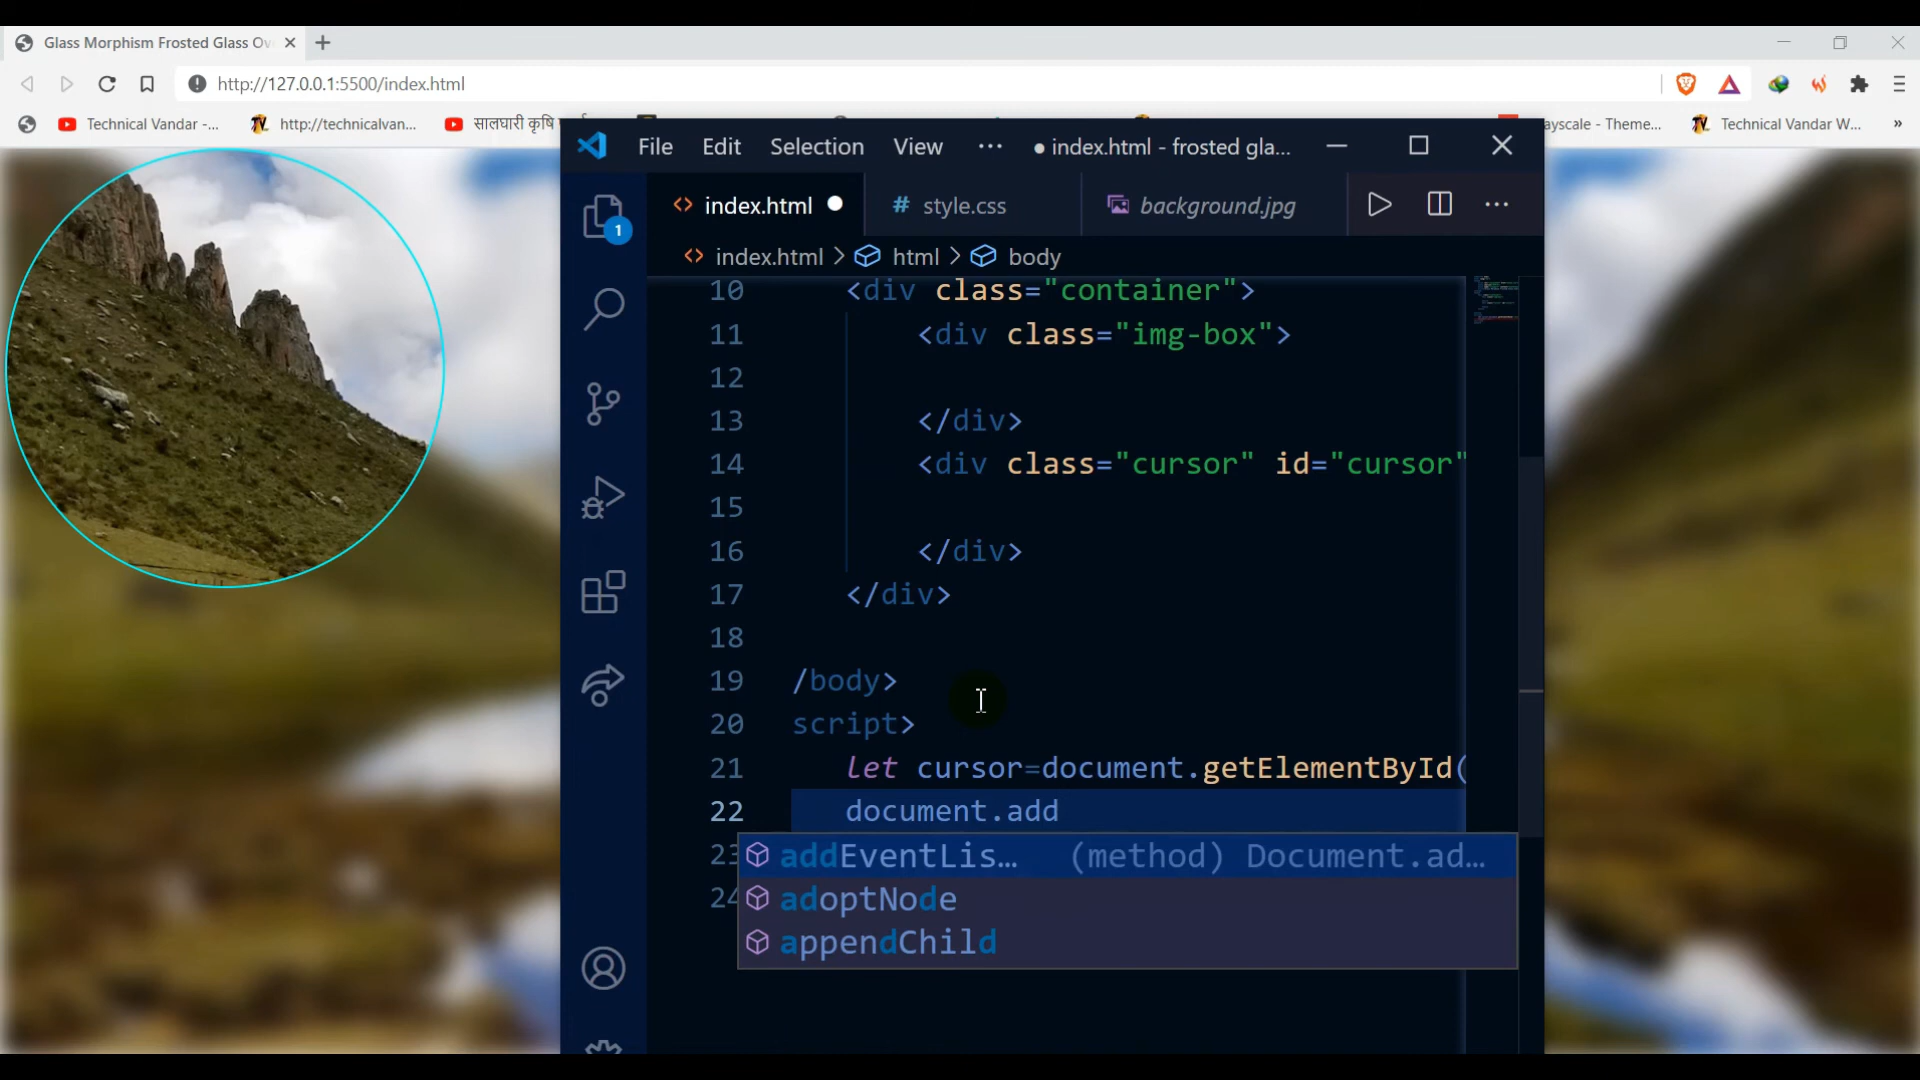 Glass Morphism Frosted Glass Ov
http://127.0.0.1:5500/index.html
Technical Vandar -...
http://technicalvan...
सालघारी कृषि
ayscale - Theme...
Technical Vandar W...
»
File Edit Selection View ··· ● index.html - frosted gla...
<> index.html ● # style.css background.jpg ···
<> index.html > html > body
1
10 <div class="container">
11 <div class="img-box">
12
13 </div>
14 <div class="cursor" id="cursor"
15
16 </div>
17 </div>
18
19 /body>
20 script>
21 let cursor=document.getElementById(
22 document.add
23 addEventLis... (method) Document.ad...
adoptNode
24
appendChild